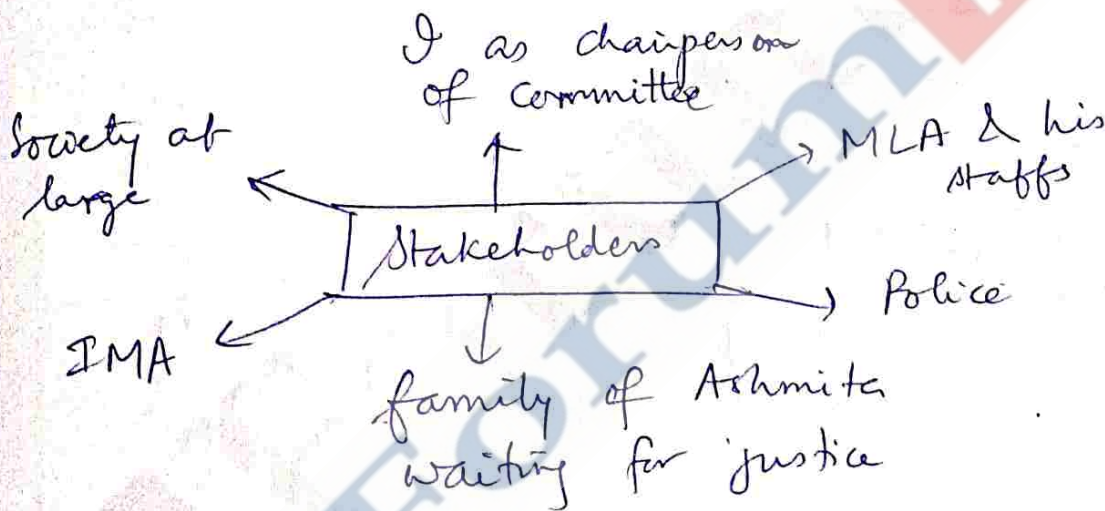 I as chairperson
of committee
Society at
large
MLA & his
staffs
Stakeholders
Police
IMA
family of Ashmita
waiting for justice
Forum